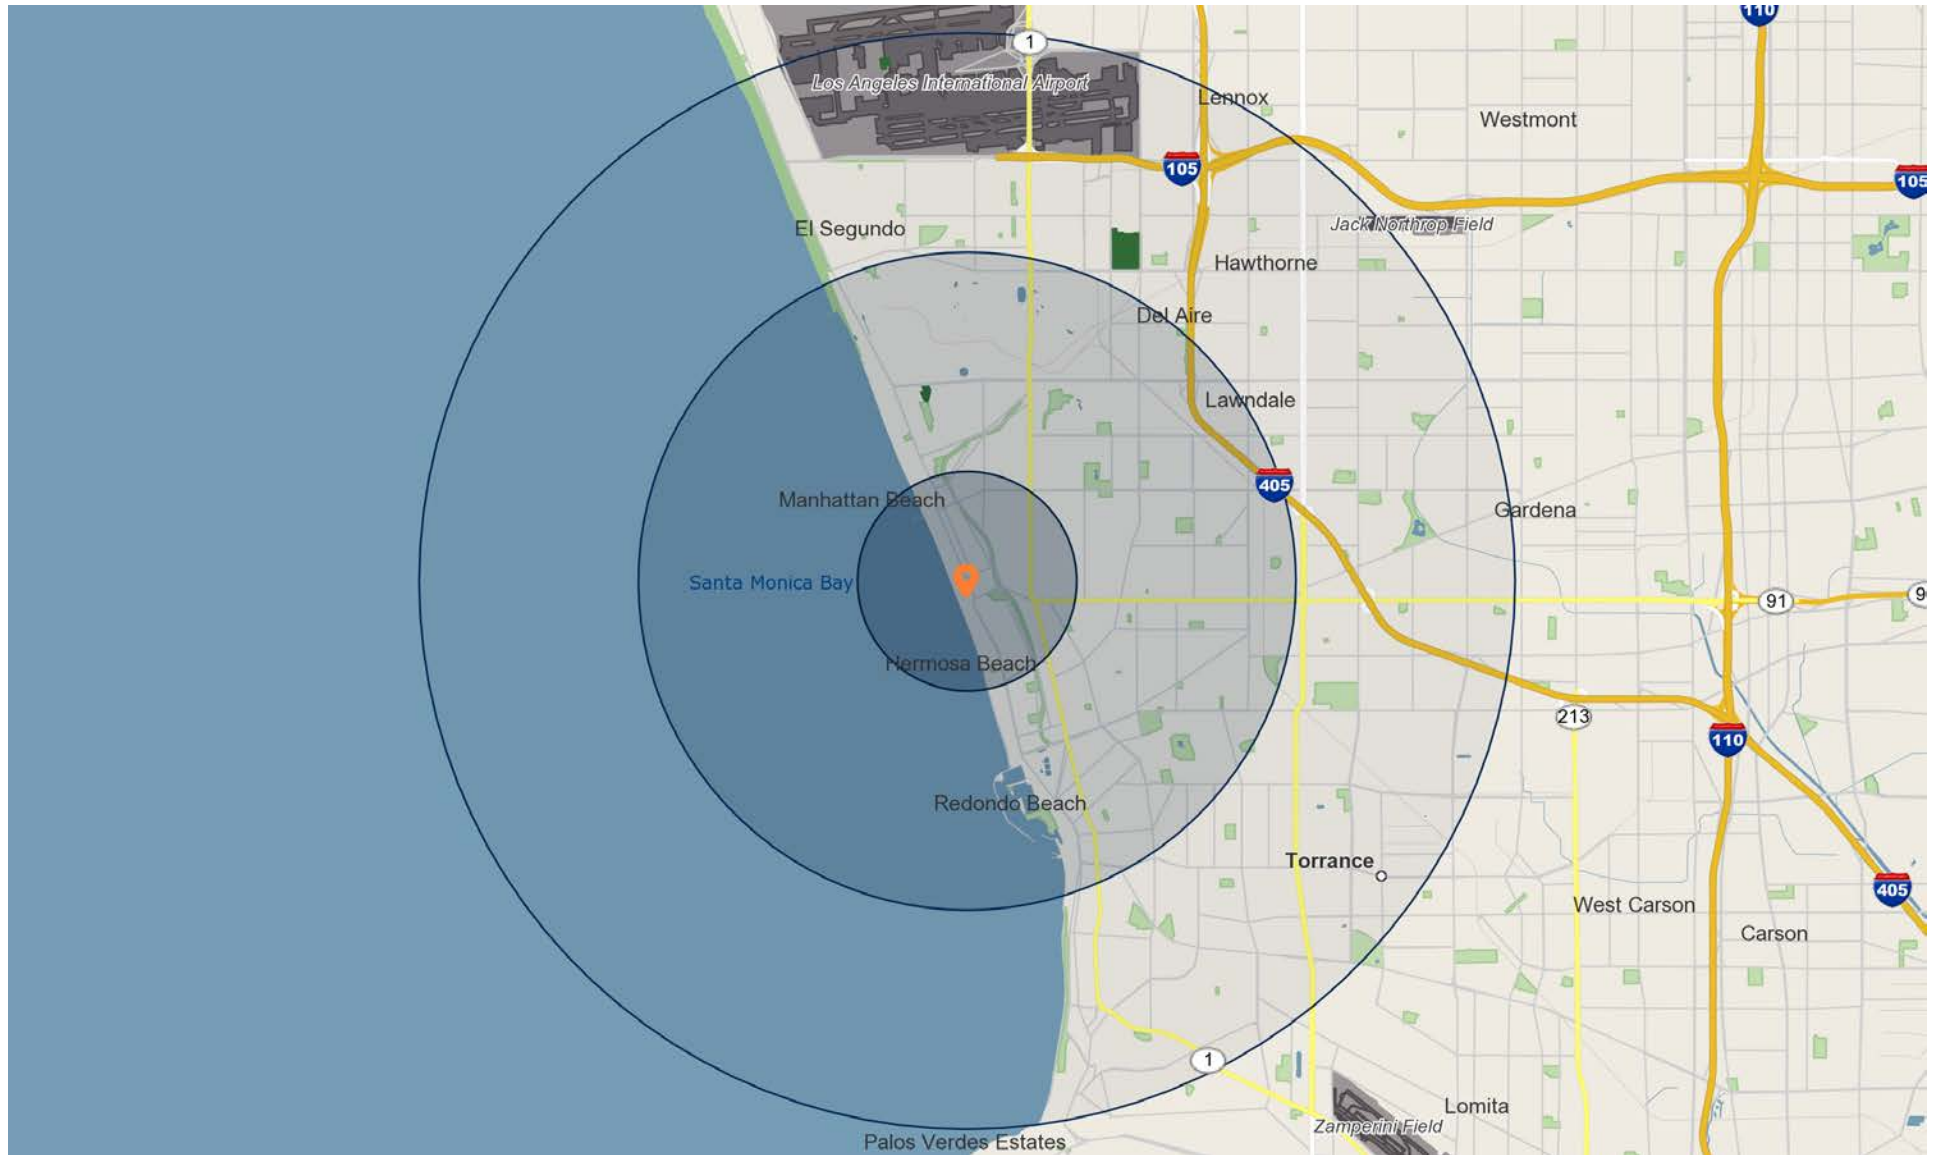 110
1
Los Angeles International Airport
Lennox
Westmont
105
105
El Segundo
Jack Northrop Field
Hawthorne
Del Aire
Lawndale
405
Manhattan Beach
Gardena
Santa Monica Bay
91
9
Hermosa Beach
213
110
Redondo Beach
Torrance
405
West Carson
Carson
1
Lomita
Zamperini Field
Palos Verdes Estates